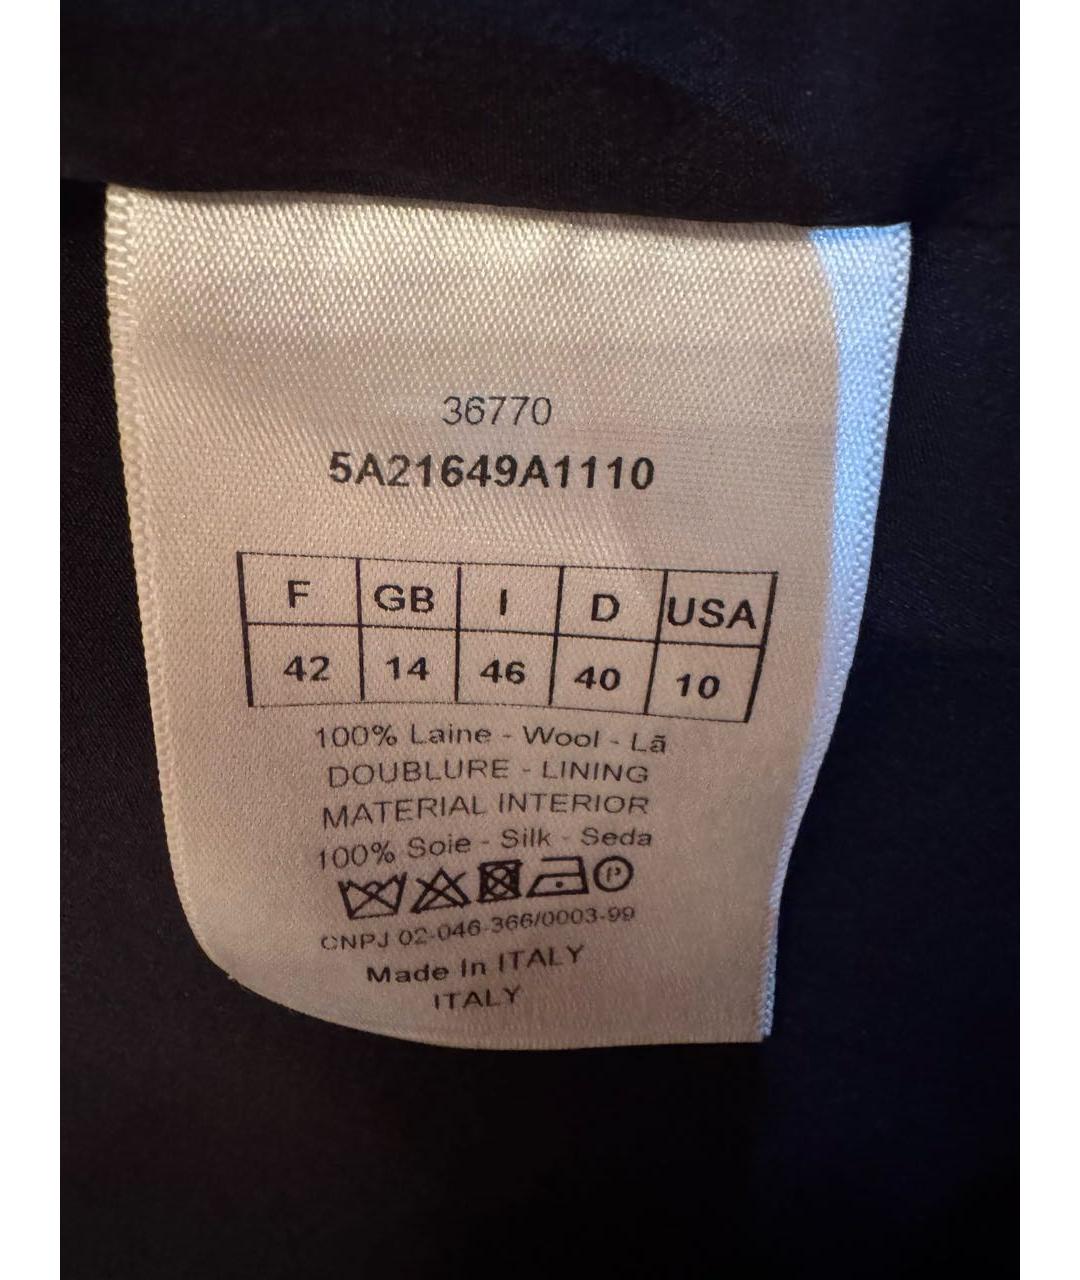 36770
5A21649A1110
F GB I D USA
42 14 46 40 10
100% Laine - Wool - Lã
DOUBLURE - LINING
MATERIAL INTERIOR
100% Soie - Silk - Seda
P
CNPJ 02-046-366/0003-99
Made In ITALY
ITALY